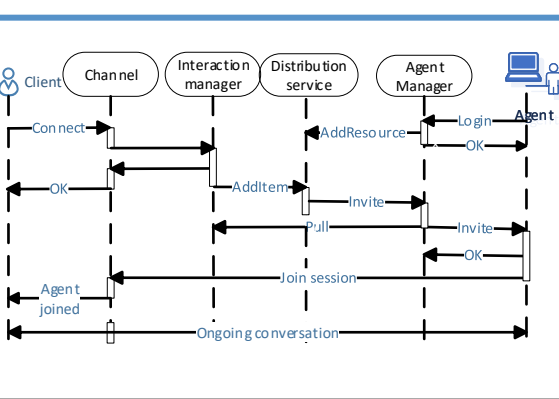 Client
Channel
Interaction
manager
Distribution
service
Agent
Manager
Agent
Connect
AddResource
Login
OK
OK
AddItem
Invite
Pull
Invite
OK
Join session
Agent
joined
Ongoing conversation